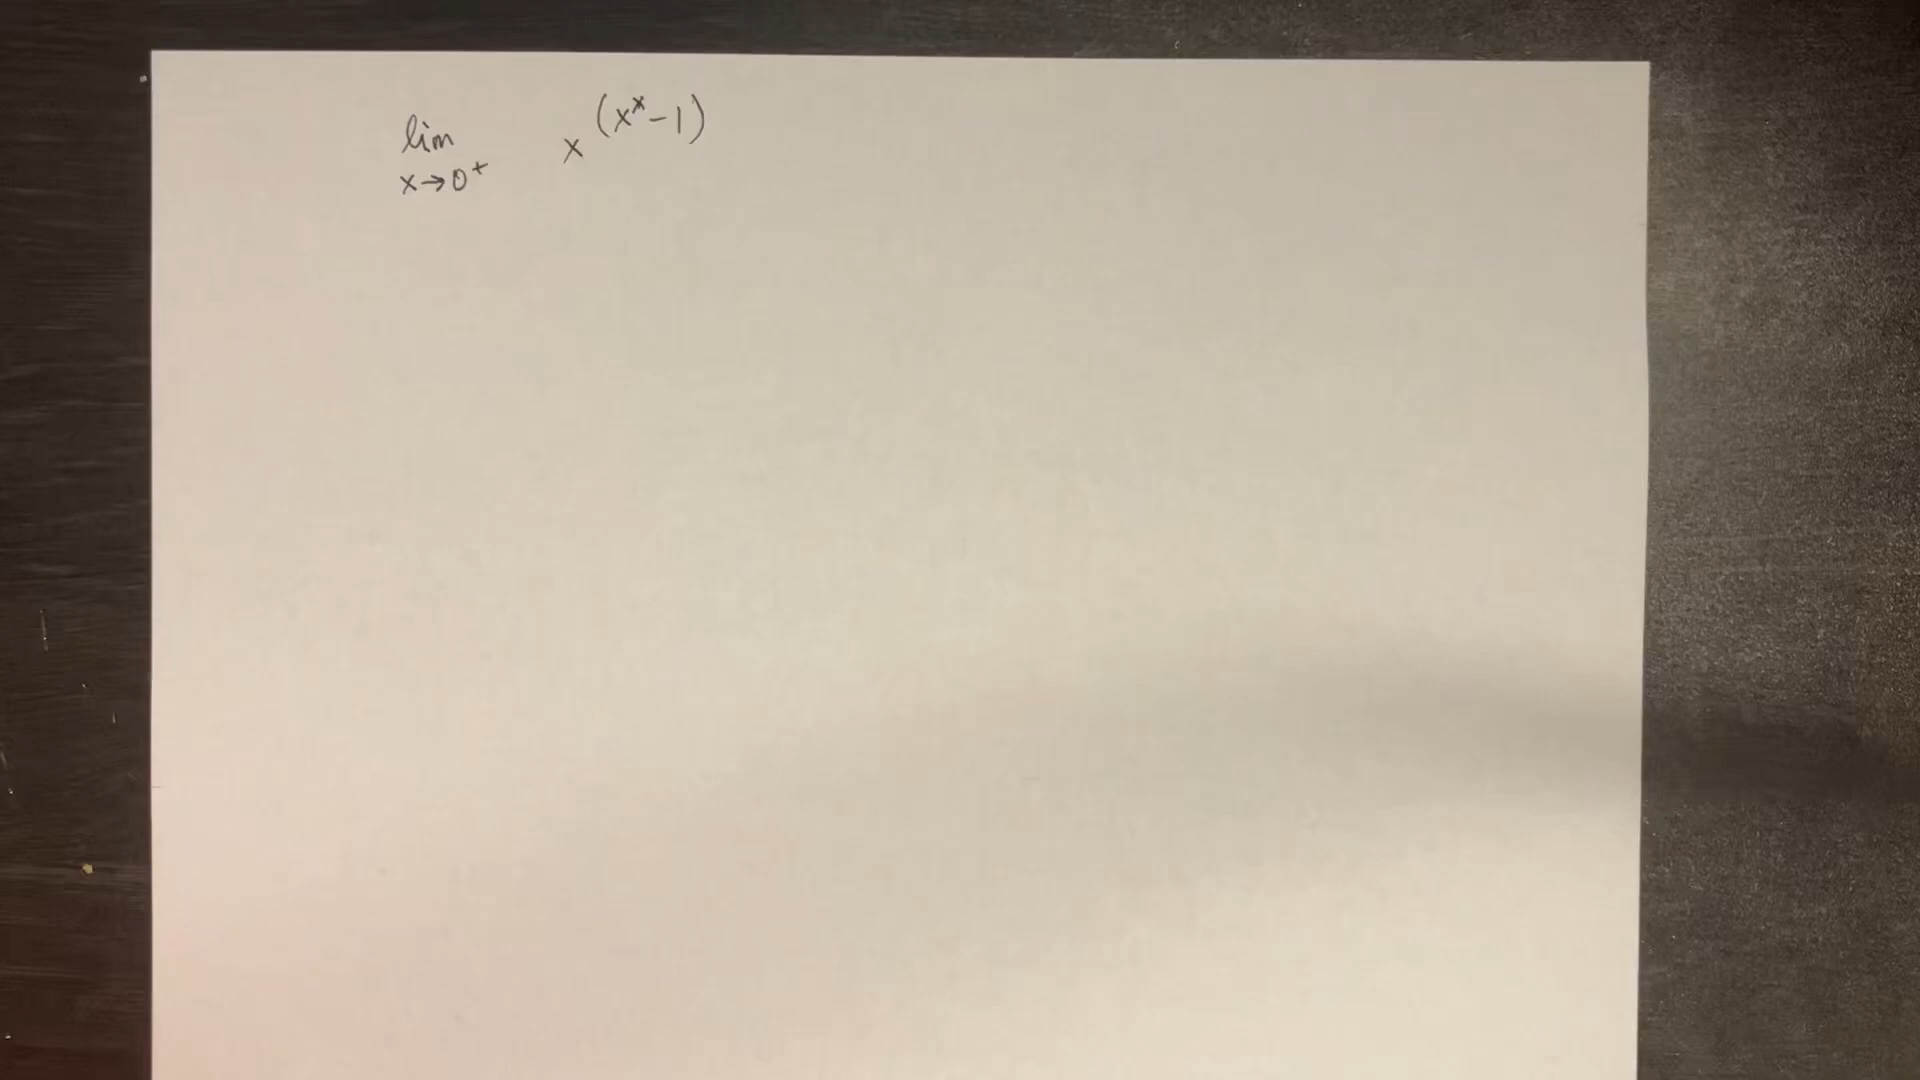 lim x^(x^x - 1)
x→0⁺